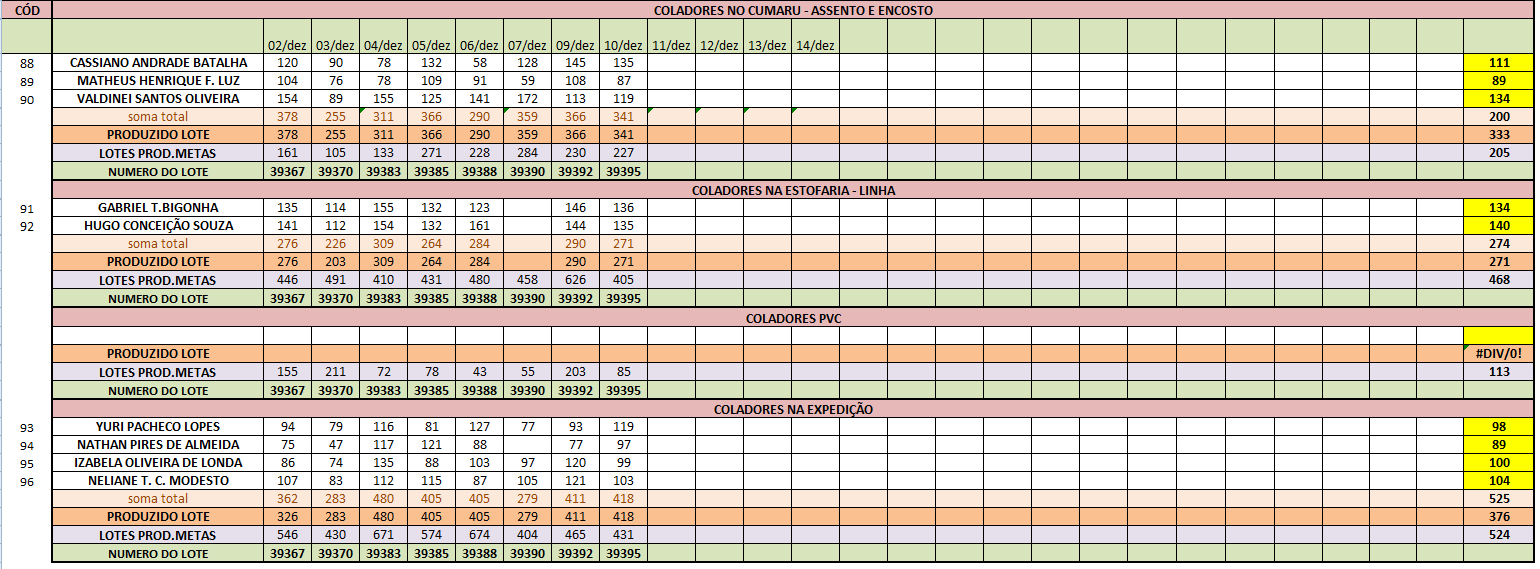 CÓD COLADORES NO CUMARU - ASSENTO E ENCOSTO
02/dez 03/dez 04/dez 05/dez 06/dez 07/dez 09/dez 10/dez 11/dez 12/dez 13/dez 14/dez
88 CASSIANO ANDRADE BATALHA 120 90 78 132 58 128 145 135 111
89 MATHEUS HENRIQUE F. LUZ 104 76 78 109 91 59 108 87 89
90 VALDINEI SANTOS OLIVEIRA 154 89 155 125 141 172 113 119 134
soma total 378 255 311 366 290 359 366 341 200
PRODUZIDO LOTE 378 255 311 366 290 359 366 341 333
LOTES PROD.METAS 161 105 133 271 228 284 230 227 205
NUMERO DO LOTE 39367 39370 39383 39385 39388 39390 39392 39395
COLADORES NA ESTOFARIA - LINHA
91 GABRIEL T.BIGONHA 135 114 155 132 123 146 136 134
92 HUGO CONCEIÇÃO SOUZA 141 112 154 132 161 144 135 140
soma total 276 226 309 264 284 290 271 274
PRODUZIDO LOTE 276 203 309 264 284 290 271 271
LOTES PROD.METAS 446 491 410 431 480 458 626 405 468
NUMERO DO LOTE 39367 39370 39383 39385 39388 39390 39392 39395
COLADORES PVC
PRODUZIDO LOTE #DIV/0!
LOTES PROD.METAS 155 211 72 78 43 55 203 85 113
NUMERO DO LOTE 39367 39370 39383 39385 39388 39390 39392 39395
COLADORES NA EXPEDIÇÃO
93 YURI PACHECO LOPES 94 79 116 81 127 77 93 119 98
94 NATHAN PIRES DE ALMEIDA 75 47 117 121 88 77 97 89
95 IZABELA OLIVEIRA DE LONDA 86 74 135 88 103 97 120 99 100
96 NELIANE T. C. MODESTO 107 83 112 115 87 105 121 103 104
soma total 362 283 480 405 405 279 411 418 525
PRODUZIDO LOTE 326 283 480 405 405 279 411 418 376
LOTES PROD.METAS 546 430 671 574 674 404 465 431 524
NUMERO DO LOTE 39367 39370 39383 39385 39388 39390 39392 39395